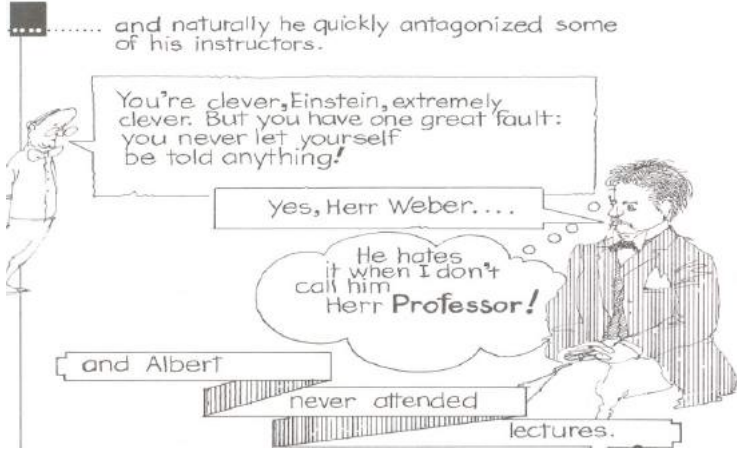 and naturally he quickly antagonized some
of his instructors.
You're clever, Einstein, extremely
clever. But you have one great fault:
you never let yourself
be told anything!
Yes, Herr Weber....
He hates
it when I don't
call him
Herr Professor!
and Albert
never attended
lectures.